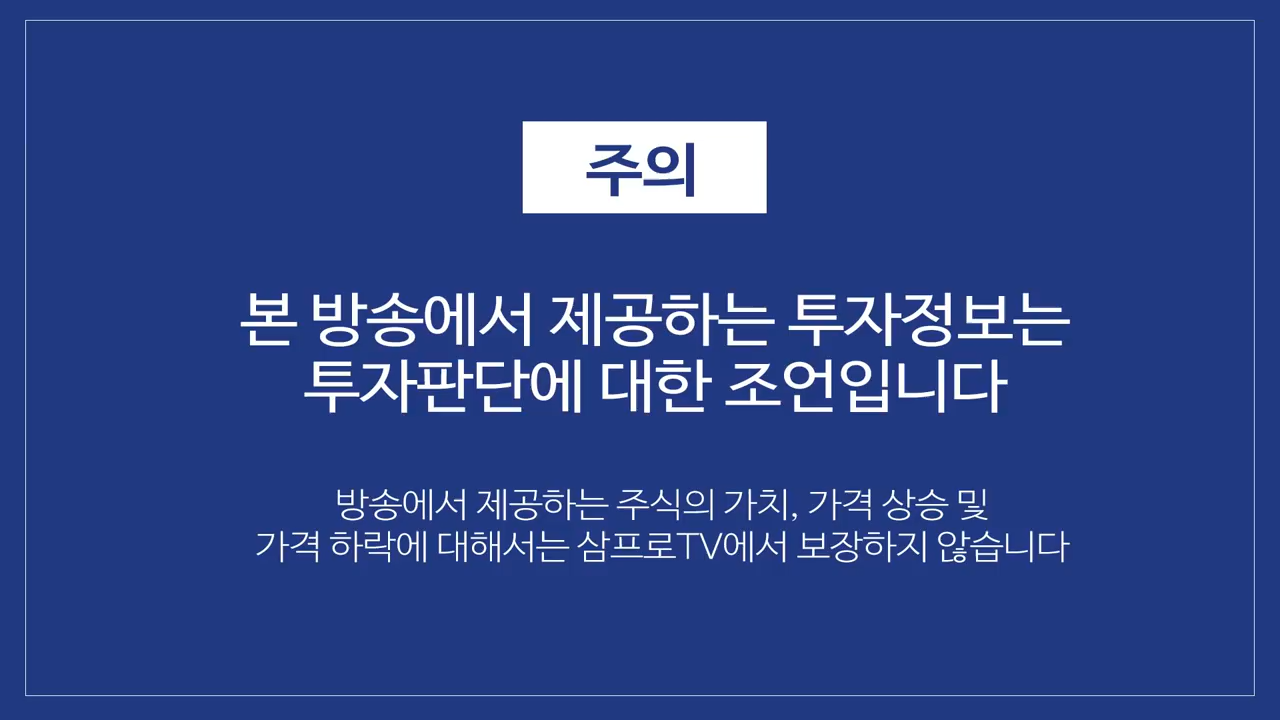 주의
본 방송에서 제공하는 투자정보는
투자판단에 대한 조언입니다
방송에서 제공하는 주식의 가치, 가격 상승 및
가격 하락에 대해서는 삼프로TV에서 보장하지 않습니다